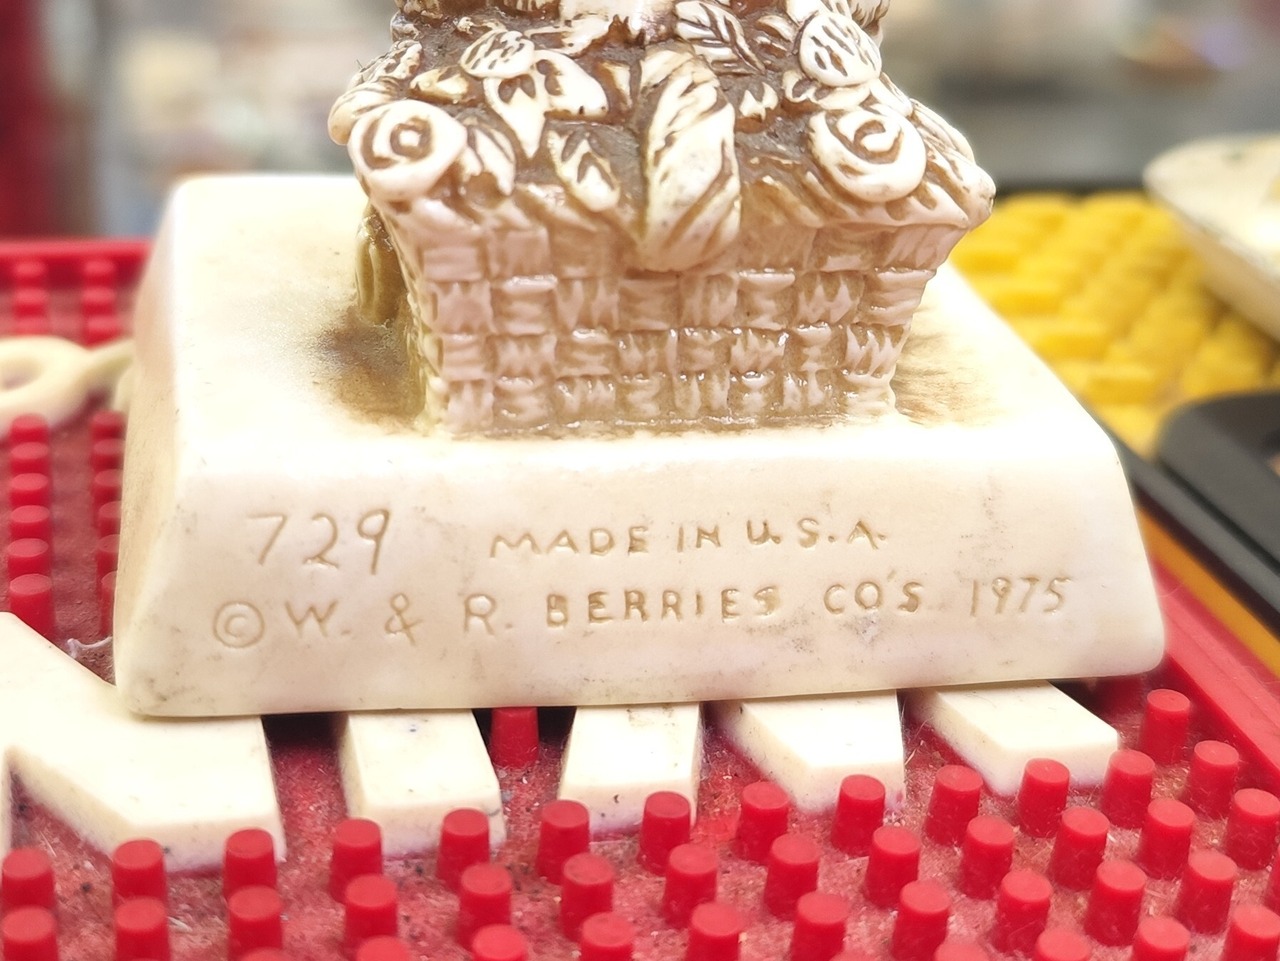 729 MADE IN U.S.A.
© W. & R. BERRIES CO'S 1975